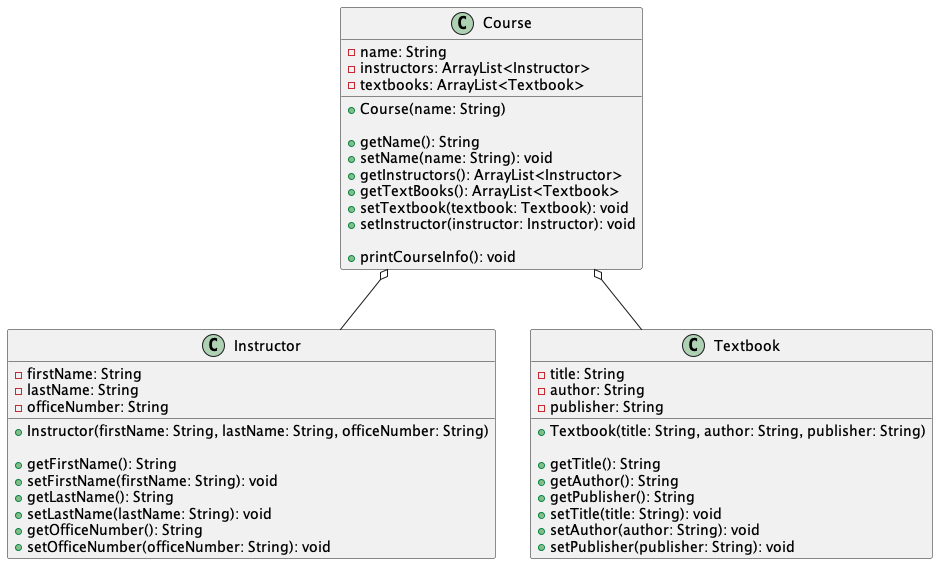 C Course
name: String
instructors: ArrayList<Instructor>
textbooks: ArrayList<Textbook>
Course(name: String)
getName(): String
setName(name: String): void
getInstructors(): ArrayList<Instructor>
getTextBooks(): ArrayList<Textbook>
setTextbook(textbook: Textbook): void
setInstructor(instructor: Instructor): void
printCourseInfo(): void
C Instructor
firstName: String
lastName: String
officeNumber: String
Instructor(firstName: String, lastName: String, officeNumber: String)
getFirstName(): String
setFirstName(firstName: String): void
getLastName(): String
setLastName(lastName: String): void
getOfficeNumber(): String
setOfficeNumber(officeNumber: String): void
C Textbook
title: String
author: String
publisher: String
Textbook(title: String, author: String, publisher: String)
getTitle(): String
getAuthor(): String
getPublisher(): String
setTitle(title: String): void
setAuthor(author: String): void
setPublisher(publisher: String): void